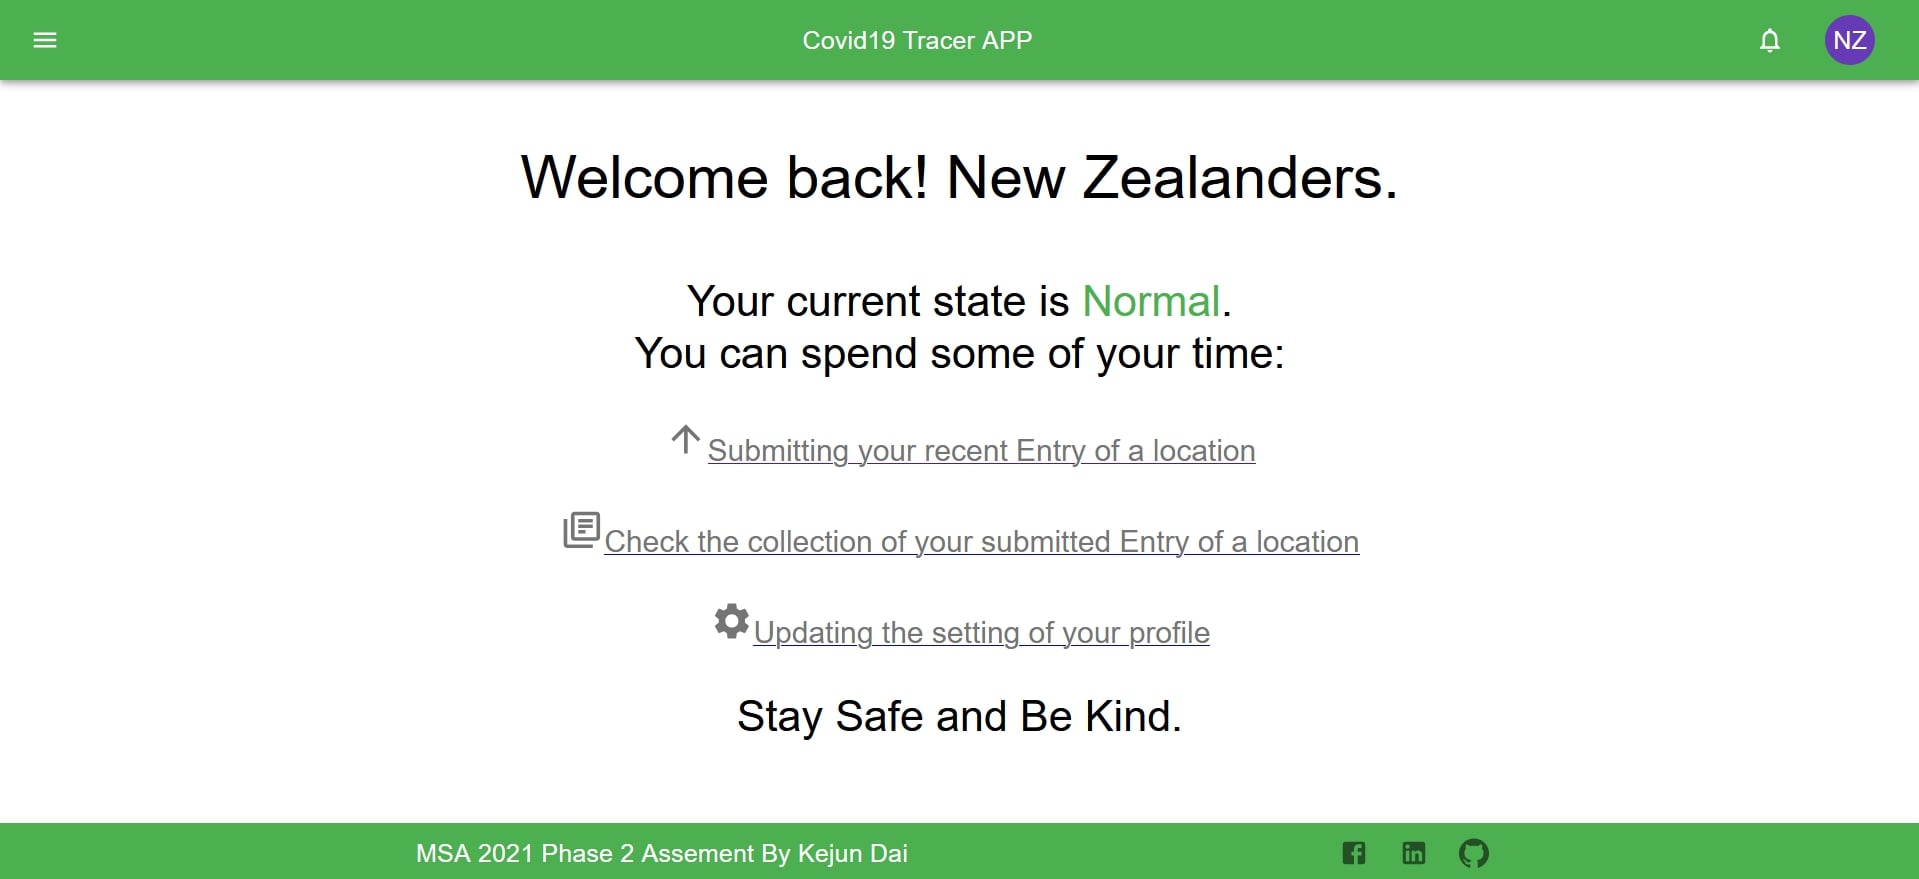 Covid19 Tracer APP
NZ
Welcome back! New Zealanders.
Your current state is Normal.
You can spend some of your time:
Submitting your recent Entry of a location
Check the collection of your submitted Entry of a location
Updating the setting of your profile
Stay Safe and Be Kind.
MSA 2021 Phase 2 Assement By Kejun Dai